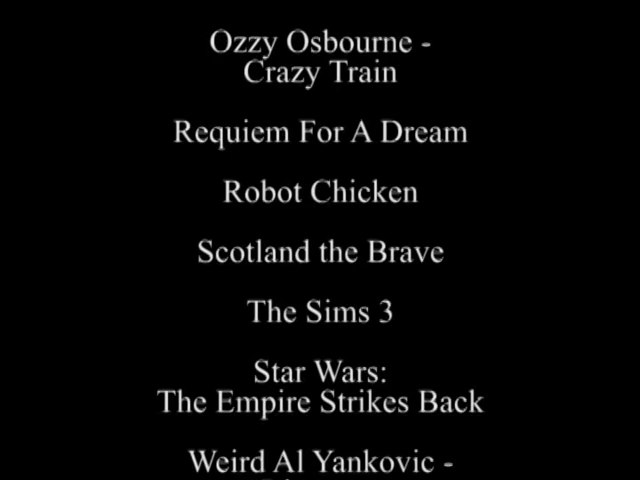 Ozzy Osbourne -
Crazy Train
Requiem For A Dream
Robot Chicken
Scotland the Brave
The Sims 3
Star Wars:
The Empire Strikes Back
Weird Al Yankovic -